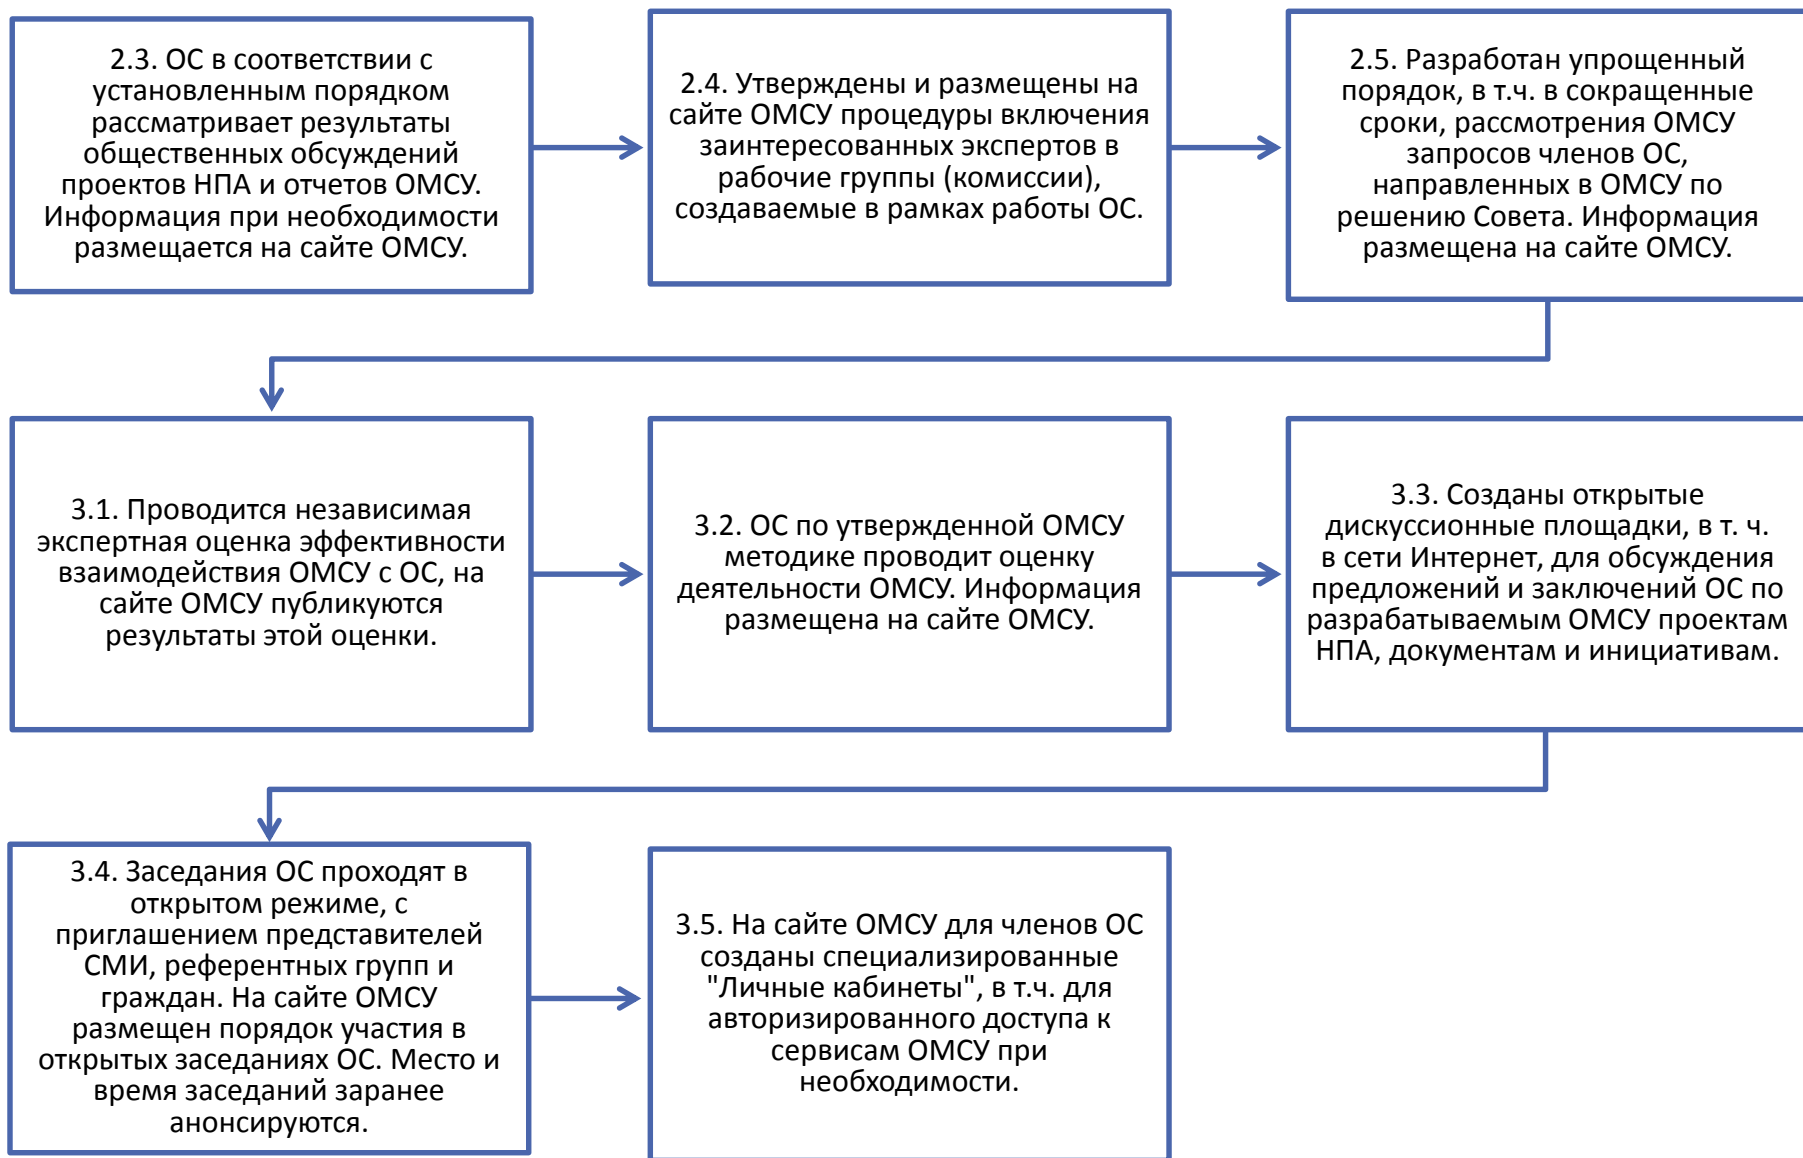 2.3. ОС в соответствии с
установленным порядком
рассматривает результаты
общественных обсуждений
проектов НПА и отчетов ОМСУ.
Информация при необходимости
размещается на сайте ОМСУ.
2.4. Утверждены и размещены на
сайте ОМСУ процедуры включения
заинтересованных экспертов в
рабочие группы (комиссии),
создаваемые в рамках работы ОС.
2.5. Разработан упрощенный
порядок, в т.ч. в сокращенные
сроки, рассмотрения ОМСУ
запросов членов ОС,
направленных в ОМСУ по
решению Совета. Информация
размещена на сайте ОМСУ.
3.1. Проводится независимая
экспертная оценка эффективности
взаимодействия ОМСУ с ОС, на
сайте ОМСУ публикуются
результаты этой оценки.
3.2. ОС по утвержденной ОМСУ
методике проводит оценку
деятельности ОМСУ. Информация
размещена на сайте ОМСУ.
3.3. Созданы открытые
дискуссионные площадки, в т. ч.
в сети Интернет, для обсуждения
предложений и заключений ОС по
разрабатываемым ОМСУ проектам
НПА, документам и инициативам.
3.4. Заседания ОС проходят в
открытом режиме, с
приглашением представителей
СМИ, референтных групп и
граждан. На сайте ОМСУ
размещен порядок участия в
открытых заседаниях ОС. Место и
время заседаний заранее
анонсируются.
3.5. На сайте ОМСУ для членов ОС
созданы специализированные
"Личные кабинеты", в т.ч. для
авторизированного доступа к
сервисам ОМСУ при
необходимости.